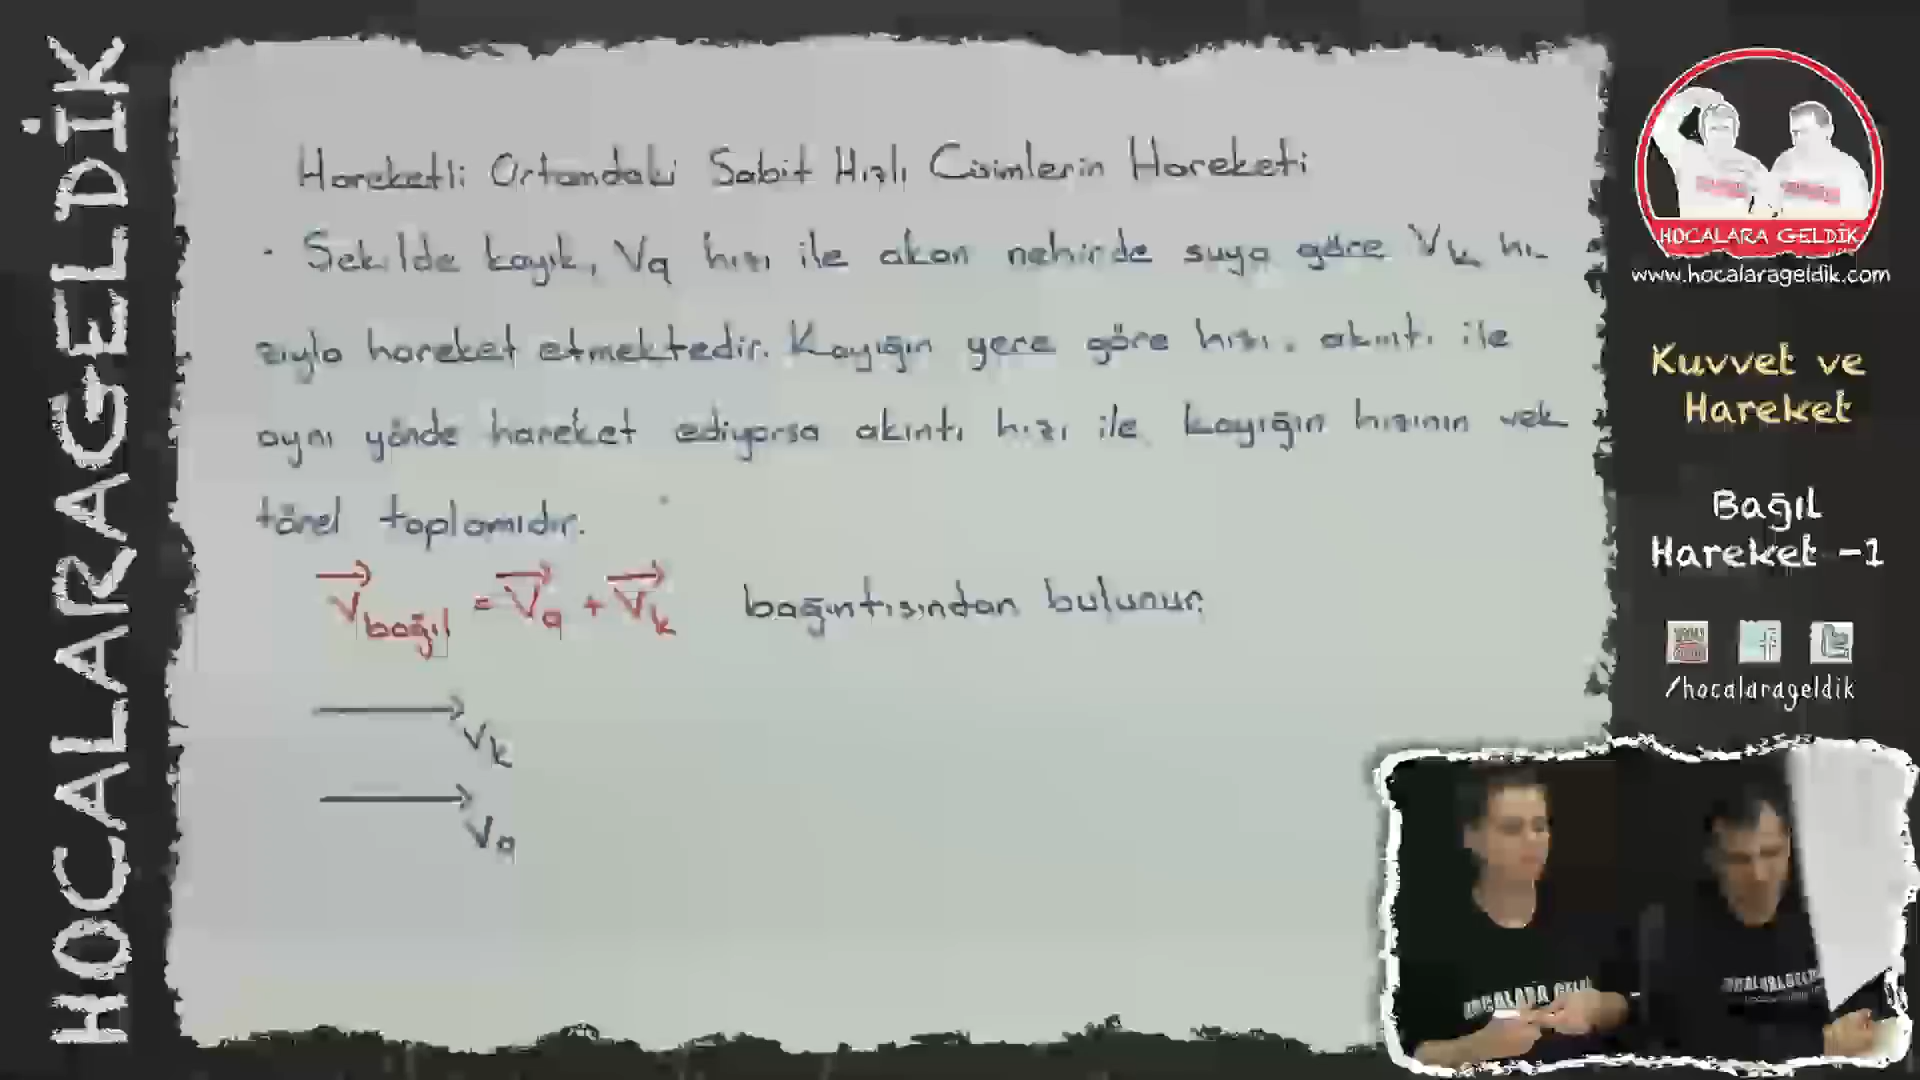 HOCALARAGELDİK
Hareketli Ortamdaki Sabit Hızlı Cisimlerin Hareketi
• Şekilde kayık, Va hızı ile akan nehirde suya göre Vk hı-
zıyla hareket etmektedir. Kayığın yere göre hızı, akıntı ile
aynı yönde hareket ediyorsa akıntı hızı ile kayığın hızının vek
törel toplamıdır.
Vbağıl = Va + Vk bağıntısından bulunur.
Vk
Va
HOCALARA GELDİK
www.hocalarageldik.com
Kuvvet ve
Hareket
Bağıl
Hareket -1
/hocalarageldik
HOCALARA GELDİ